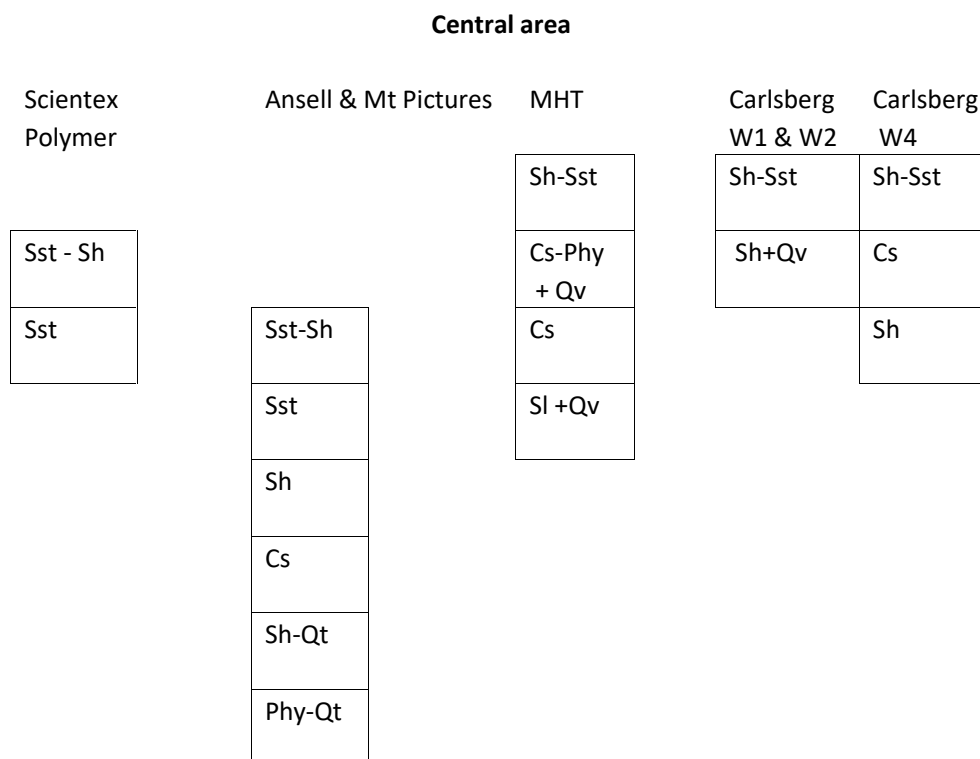 Central area
Scientex Polymer
Ansell & Mt Pictures
MHT
Carlsberg W1 & W2
Carlsberg W4
Sh-Sst
Sh-Sst
Sh-Sst
Sst - Sh
Cs-Phy
+ Qv
Sh+Qv
Cs
Sst
Sst-Sh
Cs
Sh
Sst
Sl +Qv
Sh
Cs
Sh-Qt
Phy-Qt